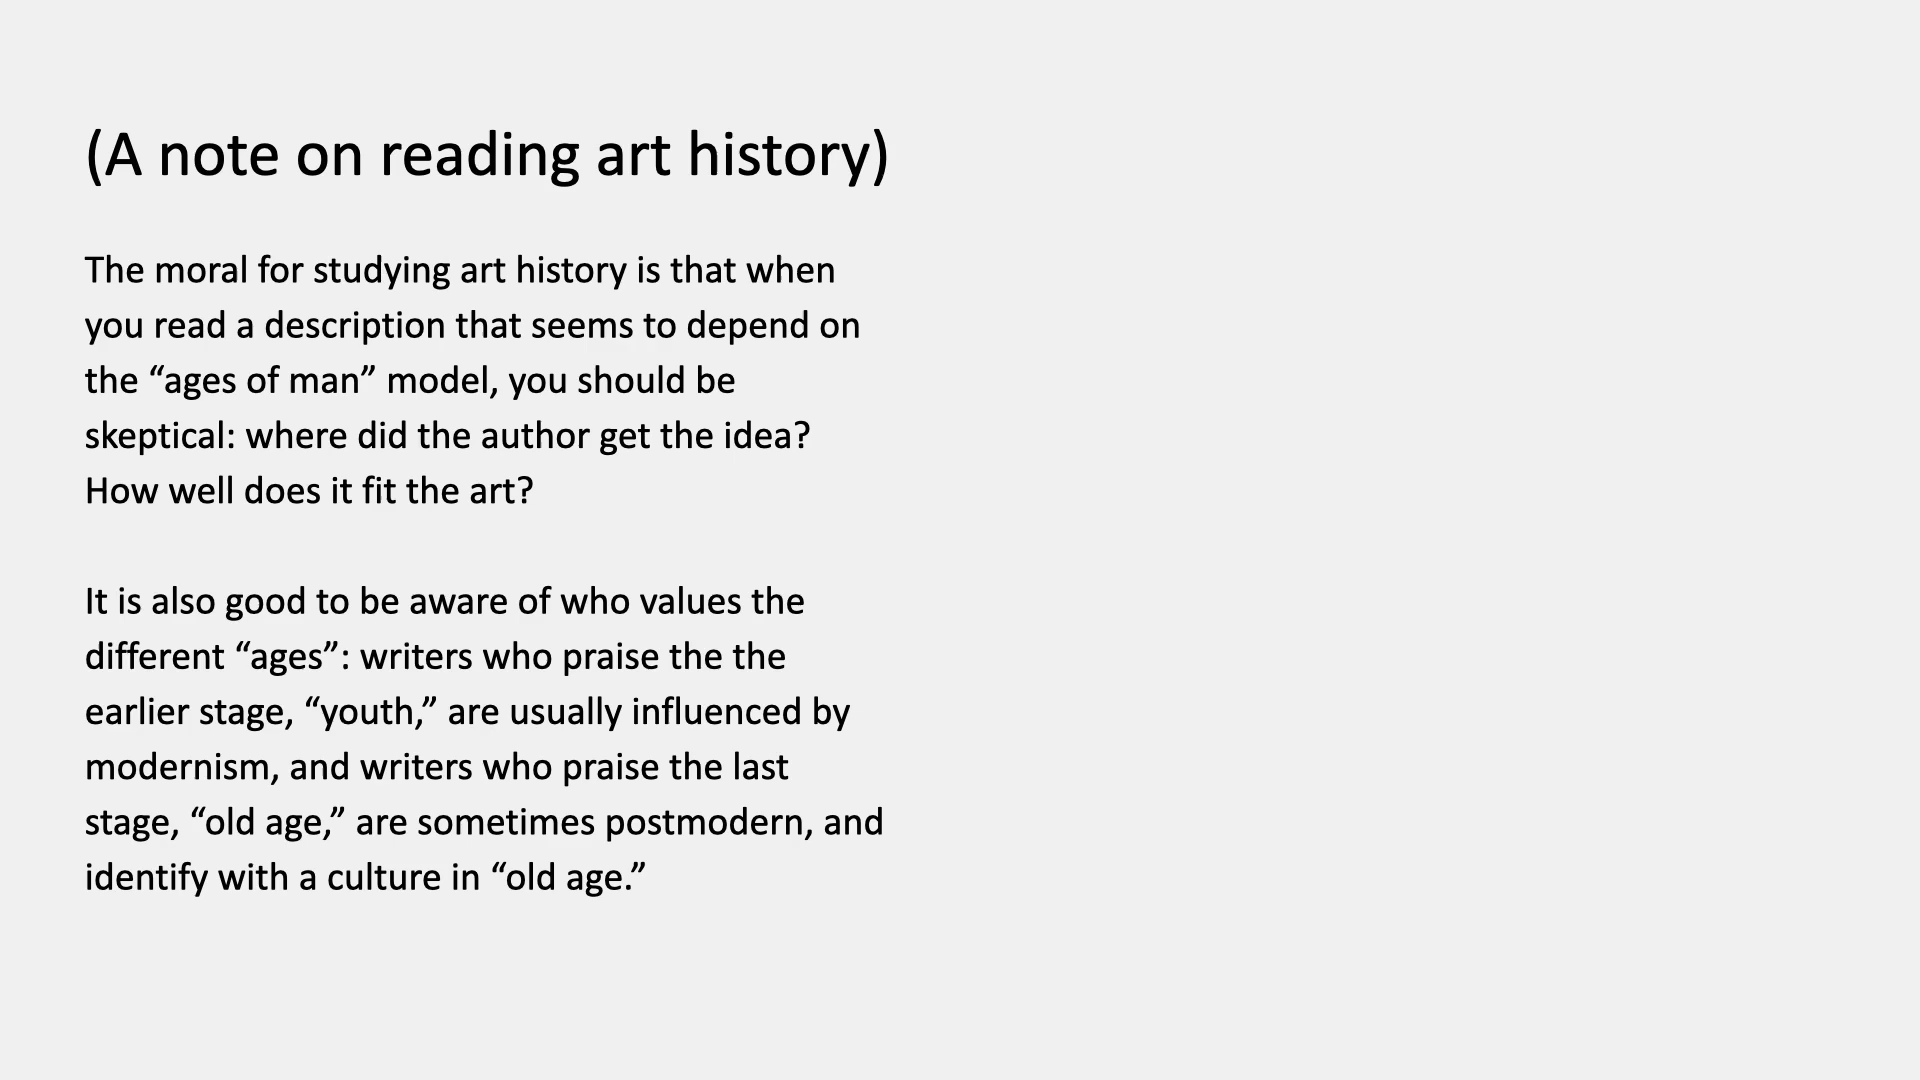 (A note on reading art history)
The moral for studying art history is that when
you read a description that seems to depend on
the “ages of man” model, you should be
skeptical: where did the author get the idea?
How well does it fit the art?
It is also good to be aware of who values the
different “ages”: writers who praise the the
earlier stage, “youth,” are usually influenced by
modernism, and writers who praise the last
stage, “old age,” are sometimes postmodern, and
identify with a culture in “old age.”